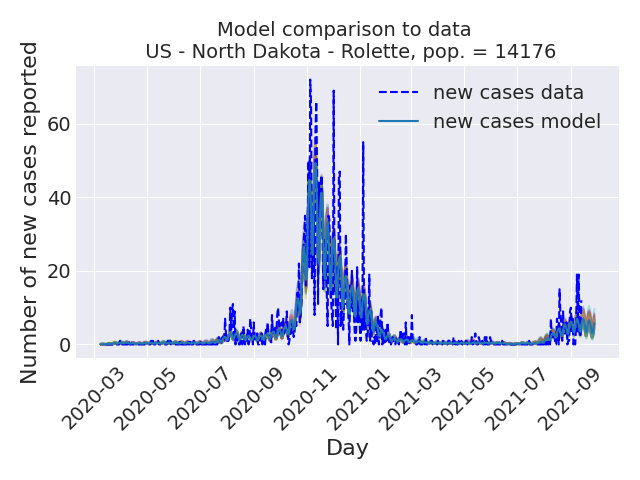 Model comparison to data
US - North Dakota - Rolette, pop. = 14176
new cases data
new cases model
Number of new cases reported
60
40
20
0
2020-03
2020-05
2020-07
2020-09
2020-11
2021-01
2021-03
2021-05
2021-07
2021-09
Day